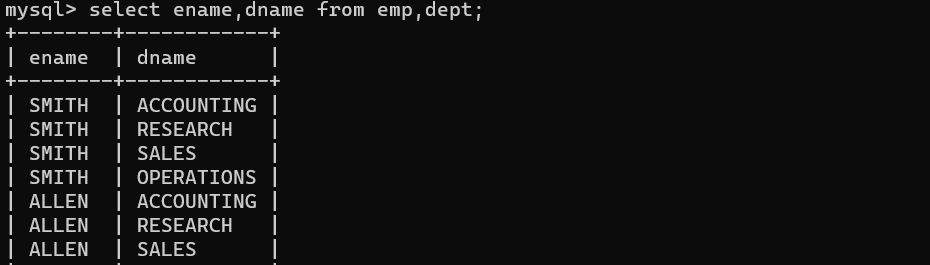 mysql> select ename,dname from emp,dept;
+--------+------------+
| ename  | dname      |
+--------+------------+
| SMITH  | ACCOUNTING |
| SMITH  | RESEARCH   |
| SMITH  | SALES      |
| SMITH  | OPERATIONS |
| ALLEN  | ACCOUNTING |
| ALLEN  | RESEARCH   |
| ALLEN  | SALES      |